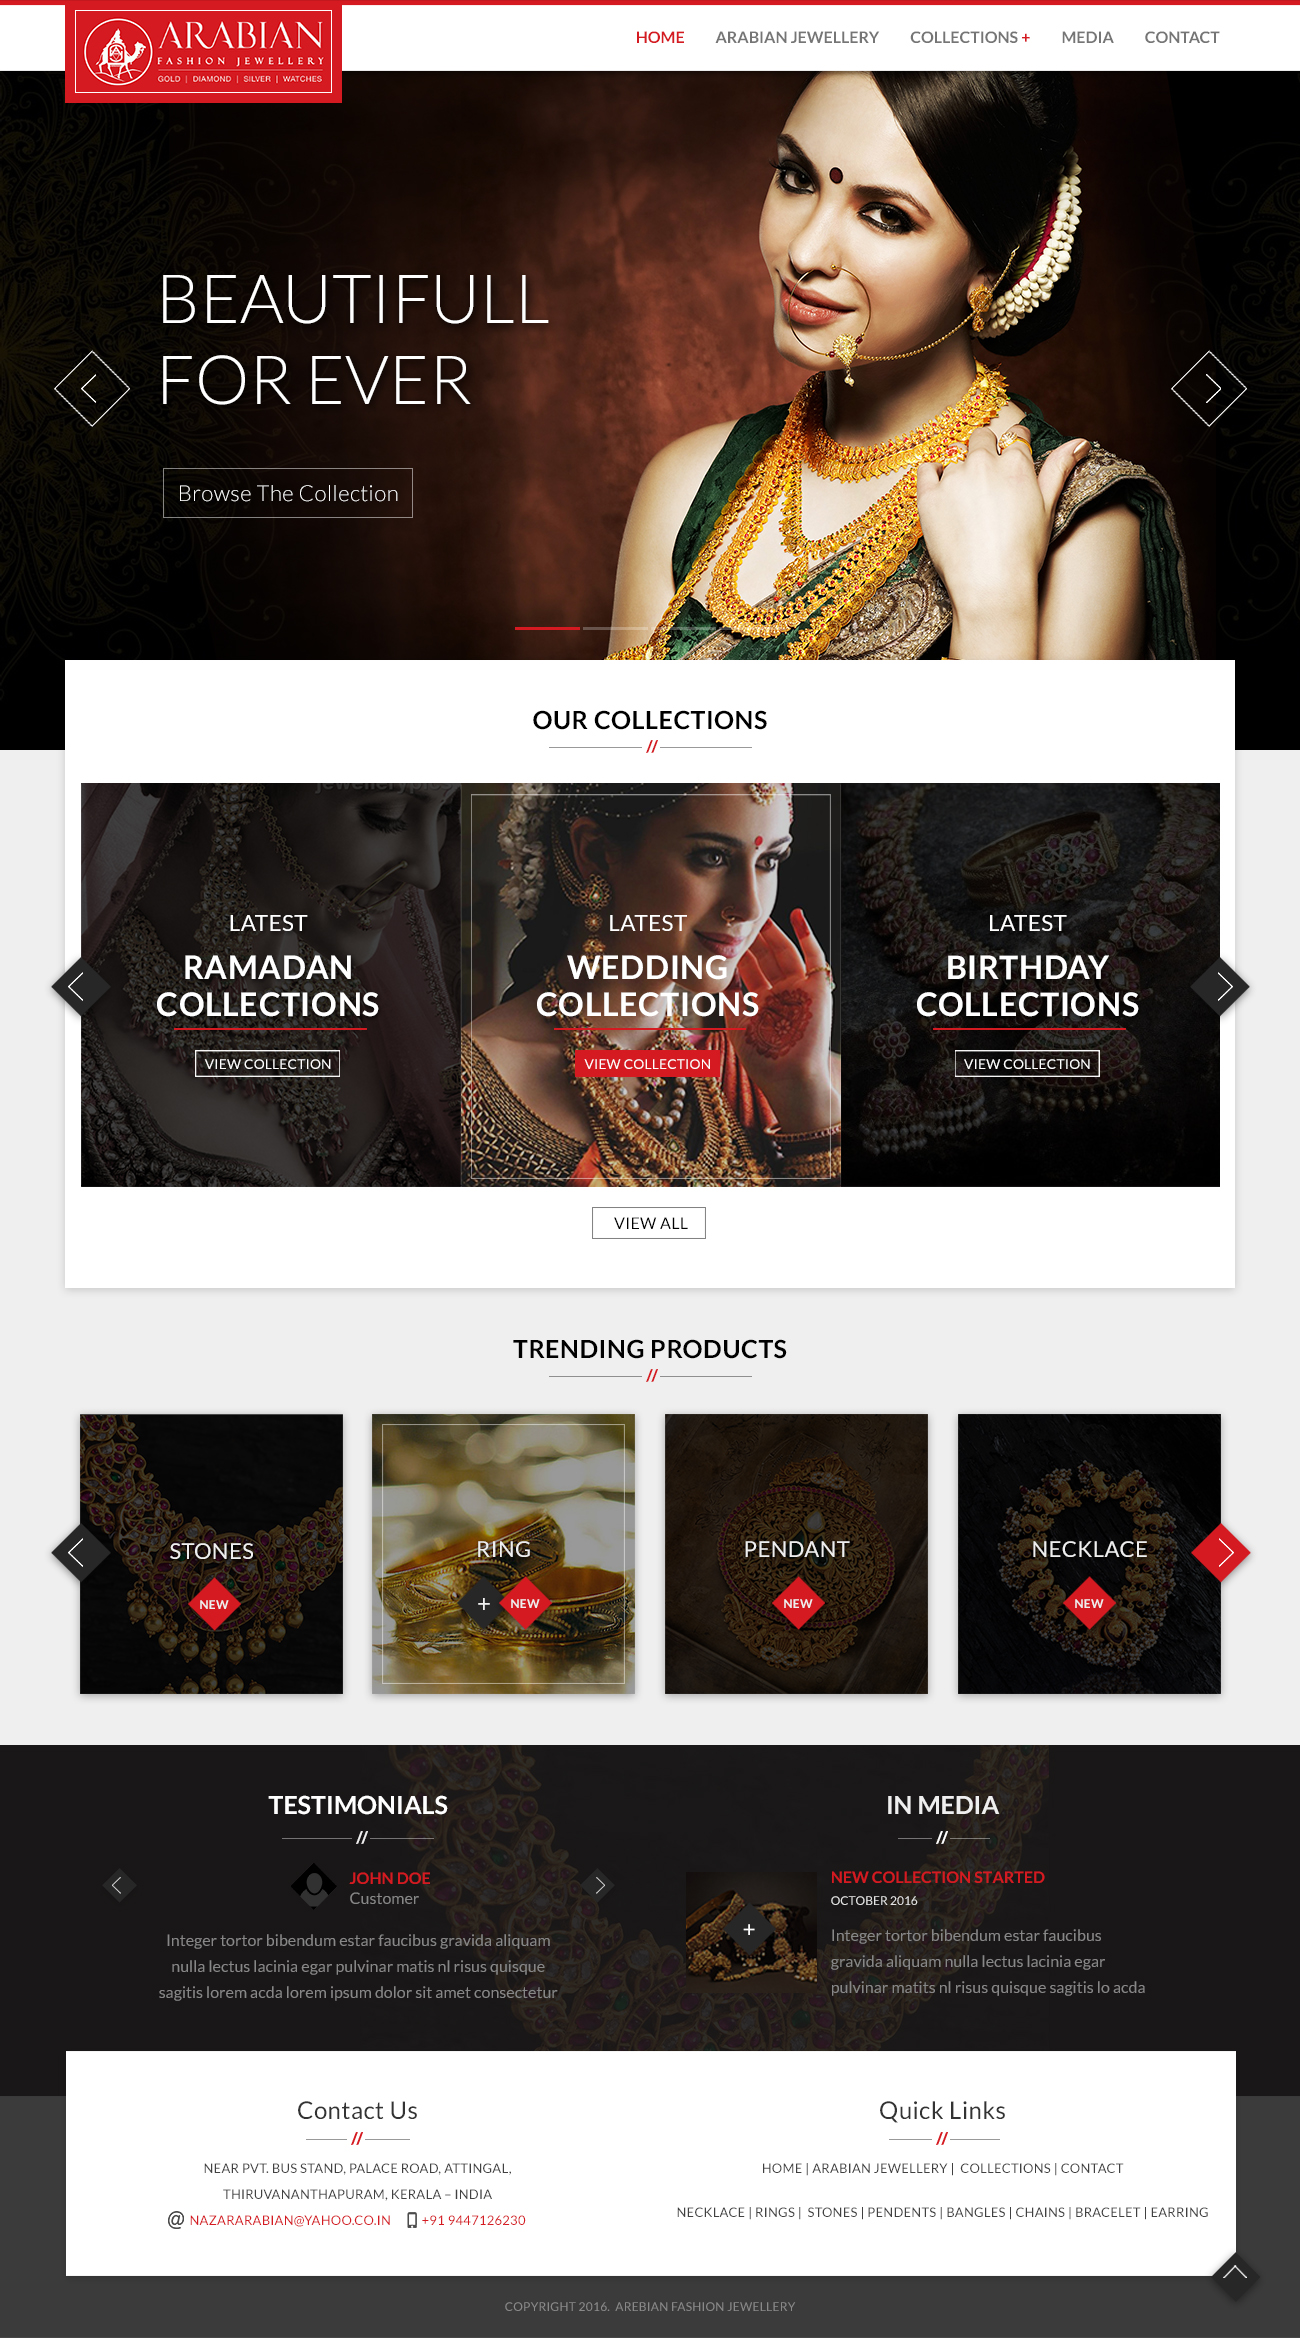 ARABIAN
FASHION JEWELLERY
GOLD | DIAMOND | SILVER | WATCHES
HOME ARABIAN JEWELLERY COLLECTIONS + MEDIA CONTACT
BEAUTIFULL
FOR EVER
Browse The Collection
OUR COLLECTIONS
//
LATEST
RAMADAN
COLLECTIONS
VIEW COLLECTION
LATEST
WEDDING
COLLECTIONS
VIEW COLLECTION
LATEST
BIRTHDAY
COLLECTIONS
VIEW COLLECTION
VIEW ALL
TRENDING PRODUCTS
//
STONES
NEW
RING
+ NEW
PENDANT
NEW
NECKLACE
NEW
TESTIMONIALS
//
JOHN DOE
Customer
Integer tortor bibendum estar faucibus gravida aliquam
nulla lectus lacinia egar pulvinar matis nl risus quisque
sagitis lorem acda lorem ipsum dolor sit amet consectetur
IN MEDIA
//
+
NEW COLLECTION STARTED
OCTOBER 2016
Integer tortor bibendum estar faucibus
gravida aliquam nulla lectus lacinia egar
pulvinar matits nl risus quisque sagitis lo acda
Contact Us
//
NEAR PVT. BUS STAND, PALACE ROAD, ATTINGAL,
THIRUVANANTHAPURAM, KERALA – INDIA
@ NAZARARABIAN@YAHOO.CO.IN +91 9447126230
Quick Links
//
HOME | ARABIAN JEWELLERY | COLLECTIONS | CONTACT
NECKLACE | RINGS | STONES | PENDENTS | BANGLES | CHAINS | BRACELET | EARRING
COPYRIGHT 2016. AREBIAN FASHION JEWELLERY